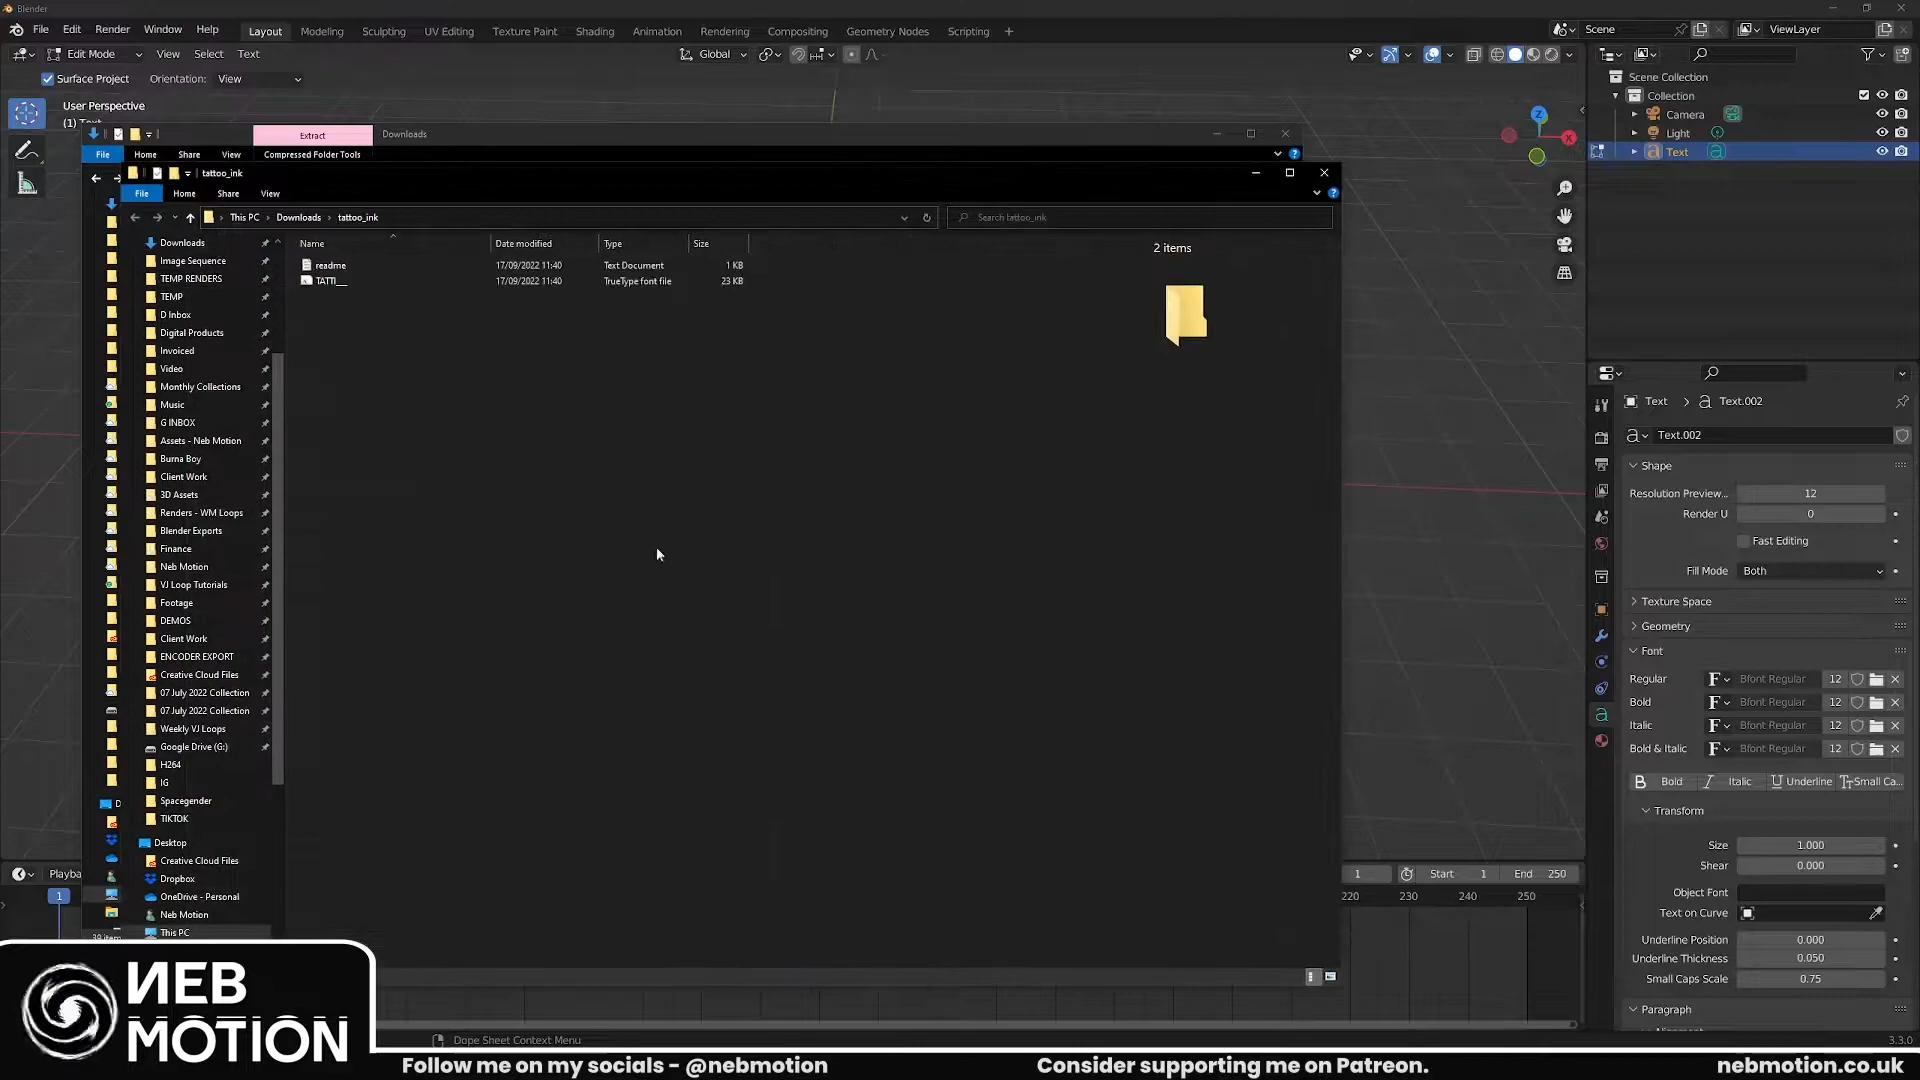 Blender
File Edit Render Window Help Layout Modeling Sculpting UV Editing Texture Paint Shading Animation Rendering Compositing Geometry Nodes Scripting + Scene ViewLayer
Edit Mode View Select Text Global
Surface Project Orientation: View
User Perspective
(1) Text
Scene Collection
Collection
Camera
Light
Text
Extract Downloads
File Home Share View Compressed Folder Tools
tattoo_ink
File Home Share View
This PC Downloads tattoo_ink Search tattoo_ink
Name Date modified Type Size
readme 17/09/2022 11:40 Text Document 1 KB
TATTI__ 17/09/2022 11:40 TrueType font file 23 KB
2 items
Downloads
Image Sequence
TEMP RENDERS
TEMP
D Inbox
Digital Products
Invoiced
Video
Monthly Collections
Music
G INBOX
Assets - Neb Motion
Burna Boy
Client Work
3D Assets
Renders - WM Loops
Blender Exports
Finance
Neb Motion
VJ Loop Tutorials
Footage
DEMOS
Client Work
ENCODER EXPORT
Creative Cloud Files
07 July 2022 Collection
07 July 2022 Collection
Weekly VJ Loops
Google Drive (G:)
H264
IG
Spacegender
TIKTOK
Desktop
Creative Cloud Files
Dropbox
OneDrive - Personal
Neb Motion
This PC
X
Z
Text Text.002
Text.002
Shape
Resolution Preview... 12
Render U 0
Fast Editing
Fill Mode Both
Texture Space
Geometry
Font
Regular F Bfont Regular 12
Bold F Bfont Regular 12
Italic F Bfont Regular 12
Bold & Italic F Bfont Regular 12
B Bold I Italic U Underline Small Ca...
Transform
Size 1.000
Shear 0.000
Object Font
Text on Curve
Underline Position 0.000
Underline Thickness 0.050
Small Caps Scale 0.75
Paragraph
Playba
1
1 Start 1 End 250
220 230 240 250
Dope Sheet Context Menu
3.3.0
NEB
MOTION
Follow me on my socials - @nebmotion Consider supporting me on Patreon. nebmotion.co.uk